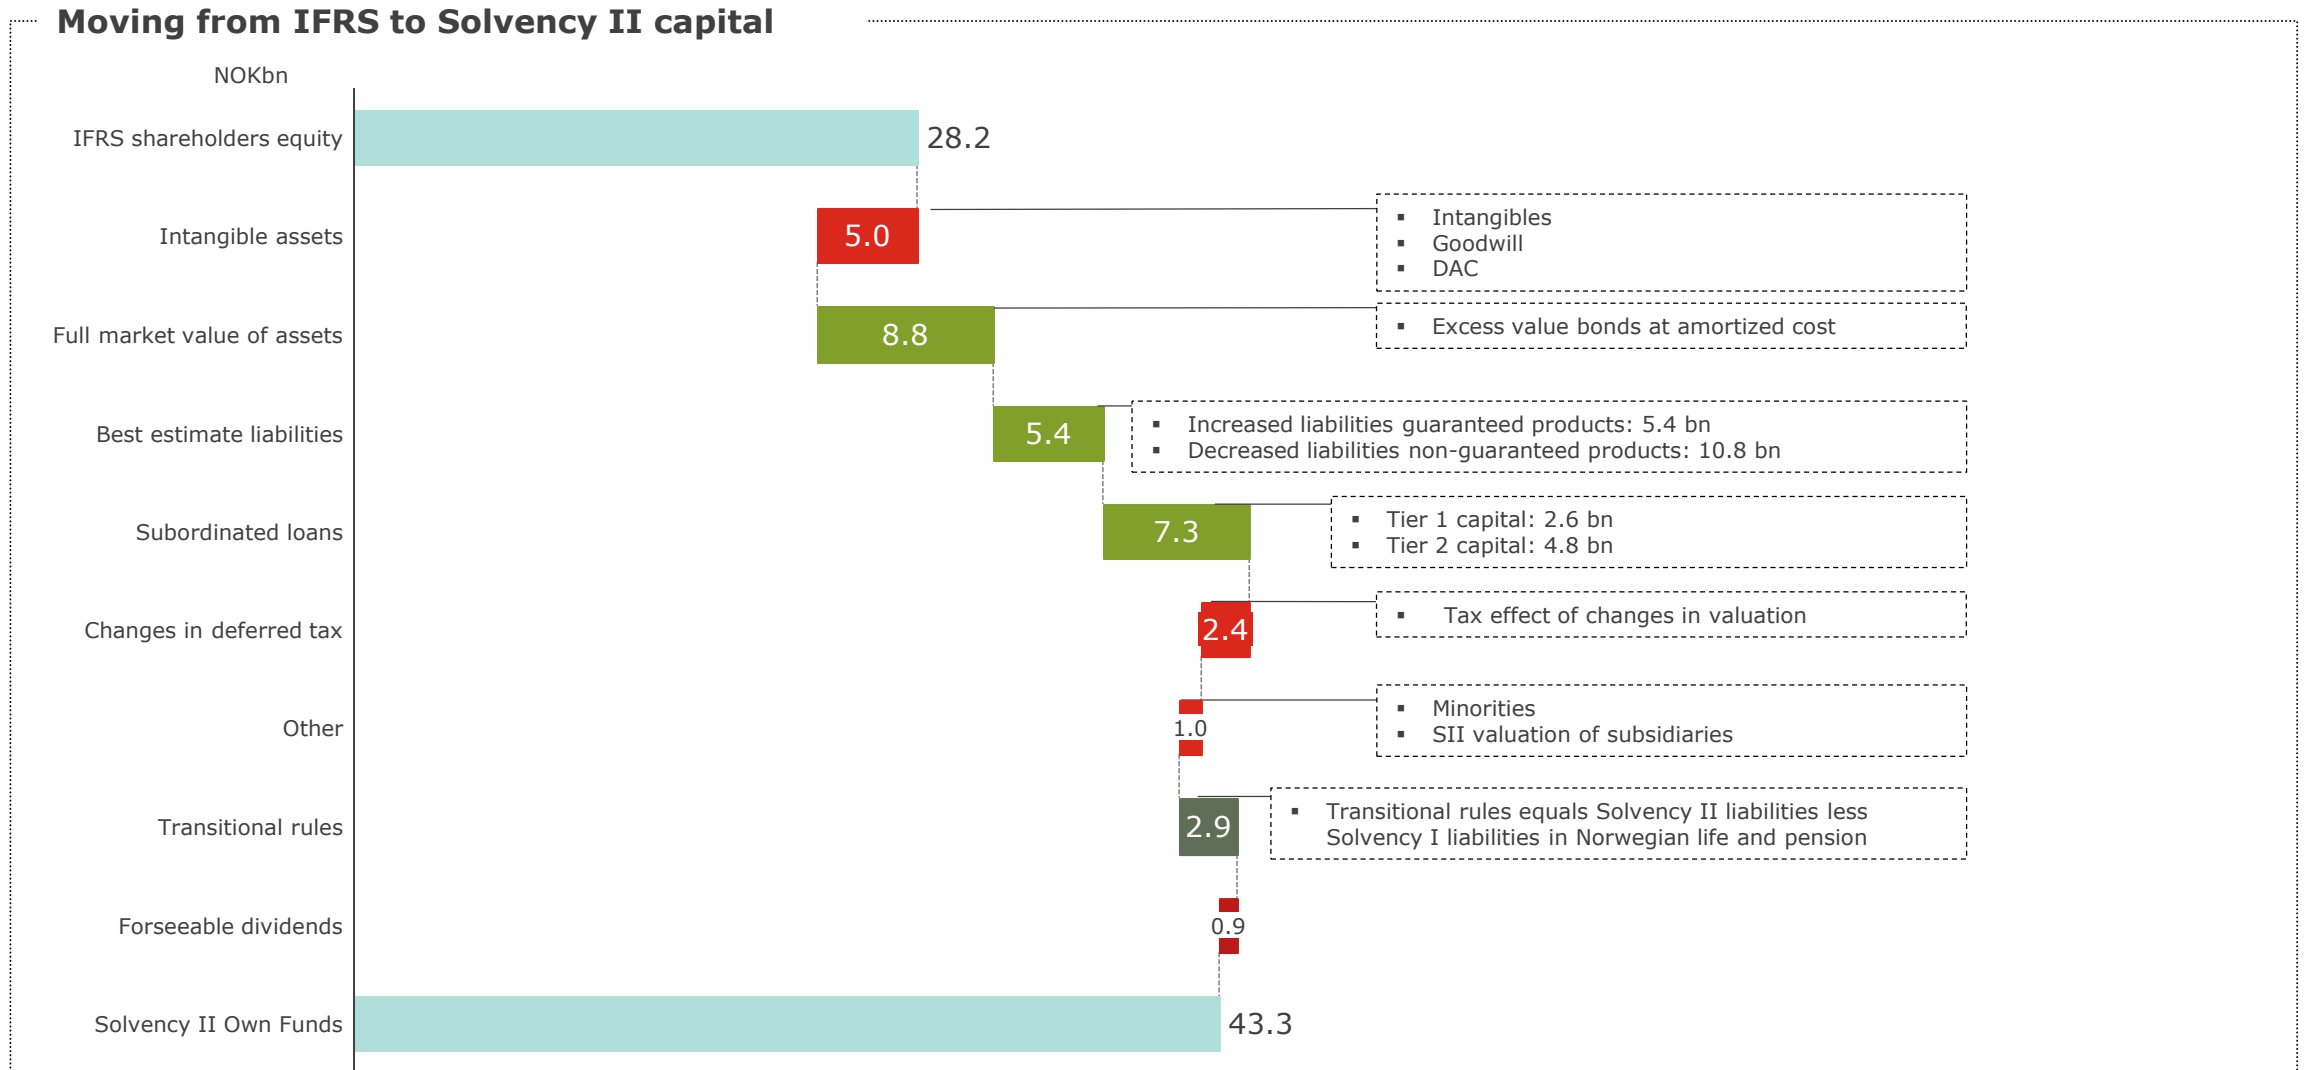 Moving from IFRS to Solvency II capital
NOKbn
IFRS shareholders equity
28.2
Intangible assets
5.0
▪ Intangibles
▪ Goodwill
▪ DAC
Full market value of assets
8.8
▪ Excess value bonds at amortized cost
Best estimate liabilities
5.4
▪ Increased liabilities guaranteed products: 5.4 bn
▪ Decreased liabilities non-guaranteed products: 10.8 bn
Subordinated loans
7.3
▪ Tier 1 capital: 2.6 bn
▪ Tier 2 capital: 4.8 bn
Changes in deferred tax
2.4
▪ Tax effect of changes in valuation
Other
1.0
▪ Minorities
▪ SII valuation of subsidiaries
Transitional rules
2.9
▪ Transitional rules equals Solvency II liabilities less
Solvency I liabilities in Norwegian life and pension
Forseeable dividends
0.9
Solvency II Own Funds
43.3